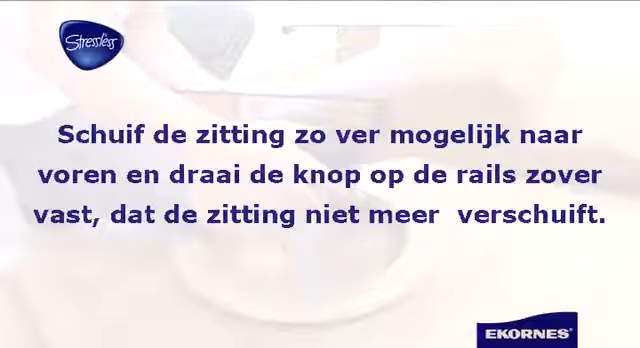 Stressless
Schuif de zitting zo ver mogelijk naar
voren en draai de knop op de rails zover
vast, dat de zitting niet meer  verschuift.
EKORNES®